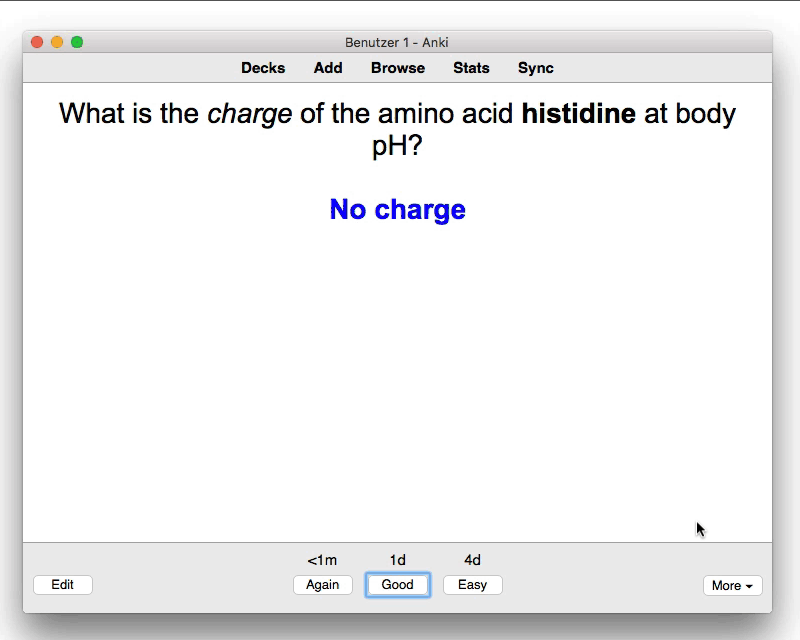 Benutzer 1 - Anki
Decks Add Browse Stats Sync
What is the charge of the amino acid histidine at body
pH?
No charge
<1m 1d 4d
Edit Again Good Easy More